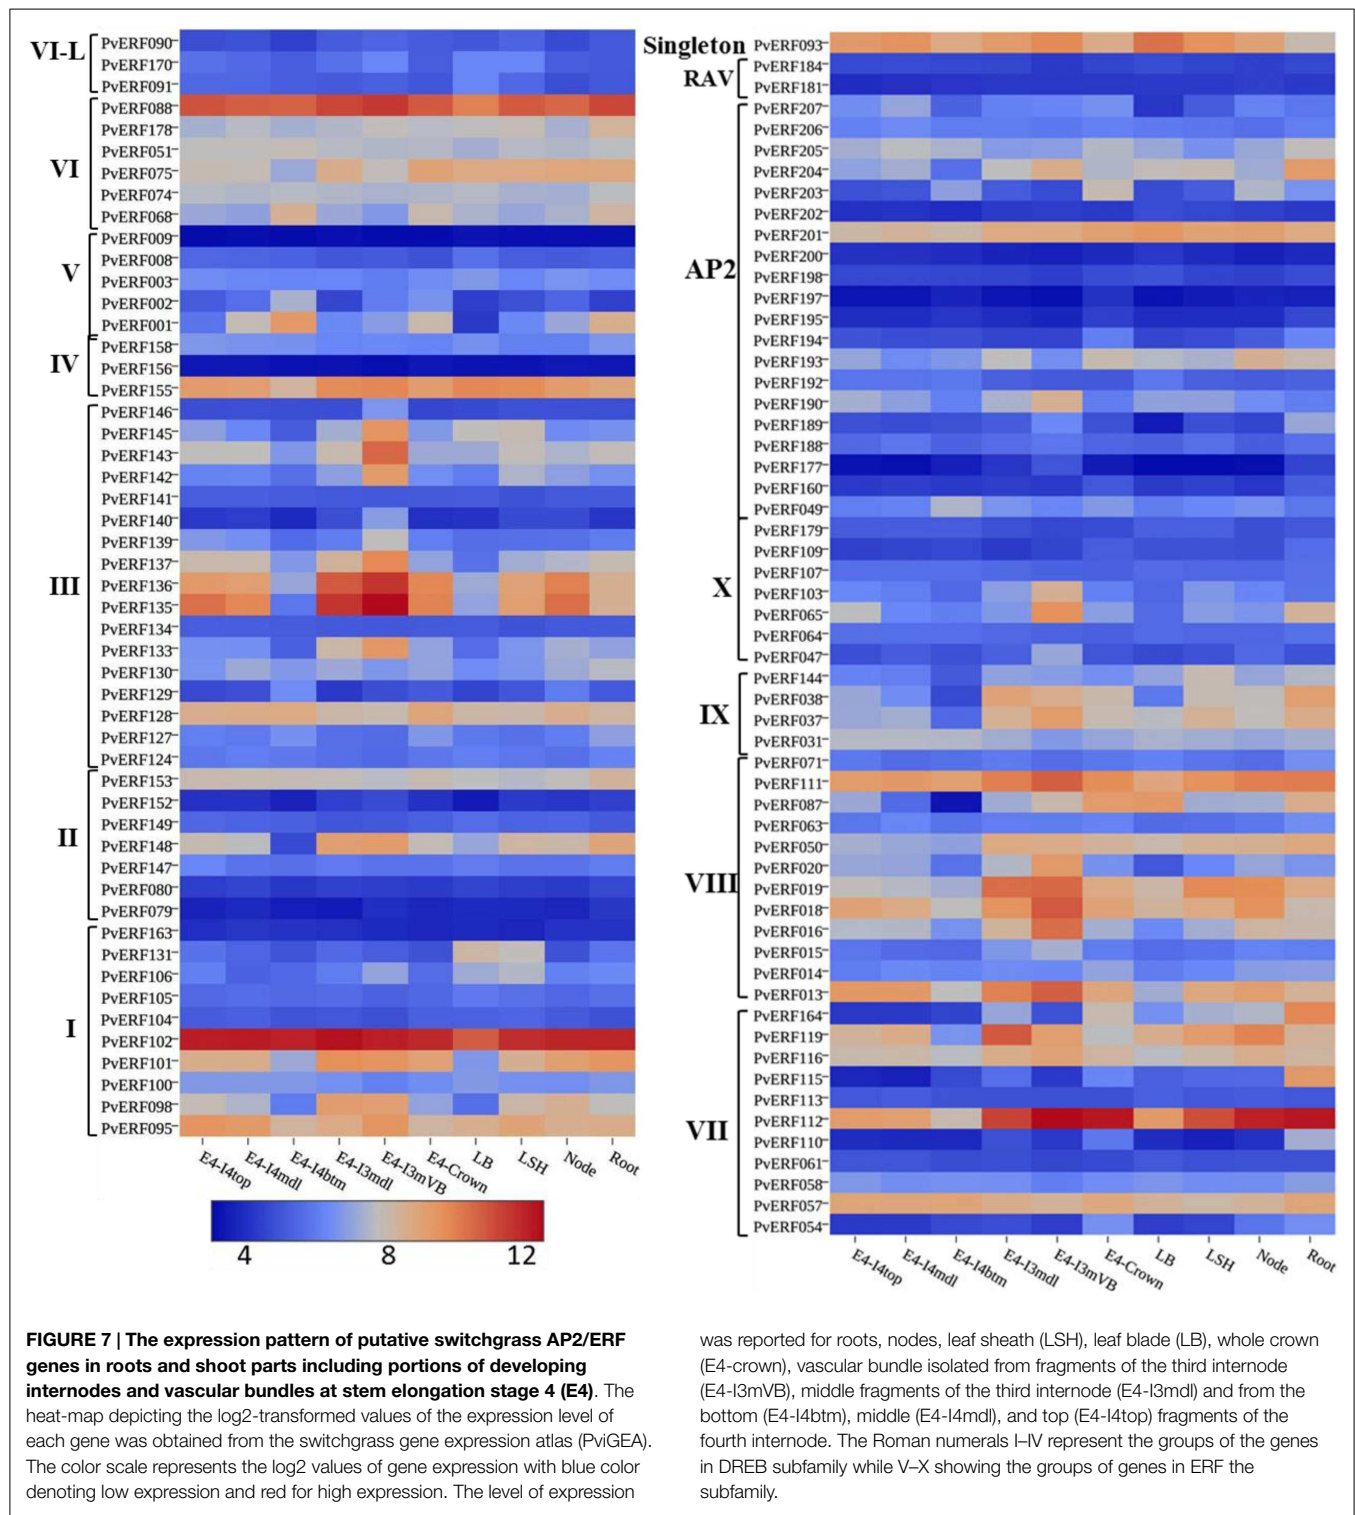 VI-L
PvERF090
PvERF170
PvERF091
VI
PvERF088
PvERF178
PvERF051
PvERF075
PvERF074
PvERF068
V
PvERF009
PvERF008
PvERF003
PvERF002
PvERF001
IV
PvERF158
PvERF156
PvERF155
III
PvERF146
PvERF145
PvERF143
PvERF142
PvERF141
PvERF140
PvERF139
PvERF137
PvERF136
PvERF135
PvERF134
PvERF133
PvERF130
PvERF129
PvERF128
PvERF127
PvERF124
II
PvERF153
PvERF152
PvERF149
PvERF148
PvERF147
PvERF080
PvERF079
I
PvERF163
PvERF131
PvERF106
PvERF105
PvERF104
PvERF102
PvERF101
PvERF100
PvERF098
PvERF095
E4-I4top
E4-I4mdl
E4-I4btm
E4-I3mdl
E4-I3mVB
E4-Crown
LB
LSH
Node
Root
4 8 12
Singleton
PvERF093
RAV
PvERF184
PvERF181
AP2
PvERF207
PvERF206
PvERF205
PvERF204
PvERF203
PvERF202
PvERF201
PvERF200
PvERF198
PvERF197
PvERF195
PvERF194
PvERF193
PvERF192
PvERF190
PvERF189
PvERF188
PvERF177
PvERF160
PvERF049
X
PvERF179
PvERF109
PvERF107
PvERF103
PvERF065
PvERF064
PvERF047
IX
PvERF144
PvERF038
PvERF037
PvERF031
VIII
PvERF071
PvERF111
PvERF087
PvERF063
PvERF050
PvERF020
PvERF019
PvERF018
PvERF016
PvERF015
PvERF014
PvERF013
VII
PvERF164
PvERF119
PvERF116
PvERF115
PvERF113
PvERF112
PvERF110
PvERF061
PvERF058
PvERF057
PvERF054
E4-I4top
E4-I4mdl
E4-I4btm
E4-I3mdl
E4-I3mVB
E4-Crown
LB
LSH
Node
Root
FIGURE 7 | The expression pattern of putative switchgrass AP2/ERF
genes in roots and shoot parts including portions of developing
internodes and vascular bundles at stem elongation stage 4 (E4). The
heat-map depicting the log2-transformed values of the expression level of
each gene was obtained from the switchgrass gene expression atlas (PviGEA).
The color scale represents the log2 values of gene expression with blue color
denoting low expression and red for high expression. The level of expression
was reported for roots, nodes, leaf sheath (LSH), leaf blade (LB), whole crown
(E4-crown), vascular bundle isolated from fragments of the third internode
(E4-I3mVB), middle fragments of the third internode (E4-I3mdl) and from the
bottom (E4-I4btm), middle (E4-I4mdl), and top (E4-I4top) fragments of the
fourth internode. The Roman numerals I–IV represent the groups of the genes
in DREB subfamily while V–X showing the groups of genes in ERF the
subfamily.